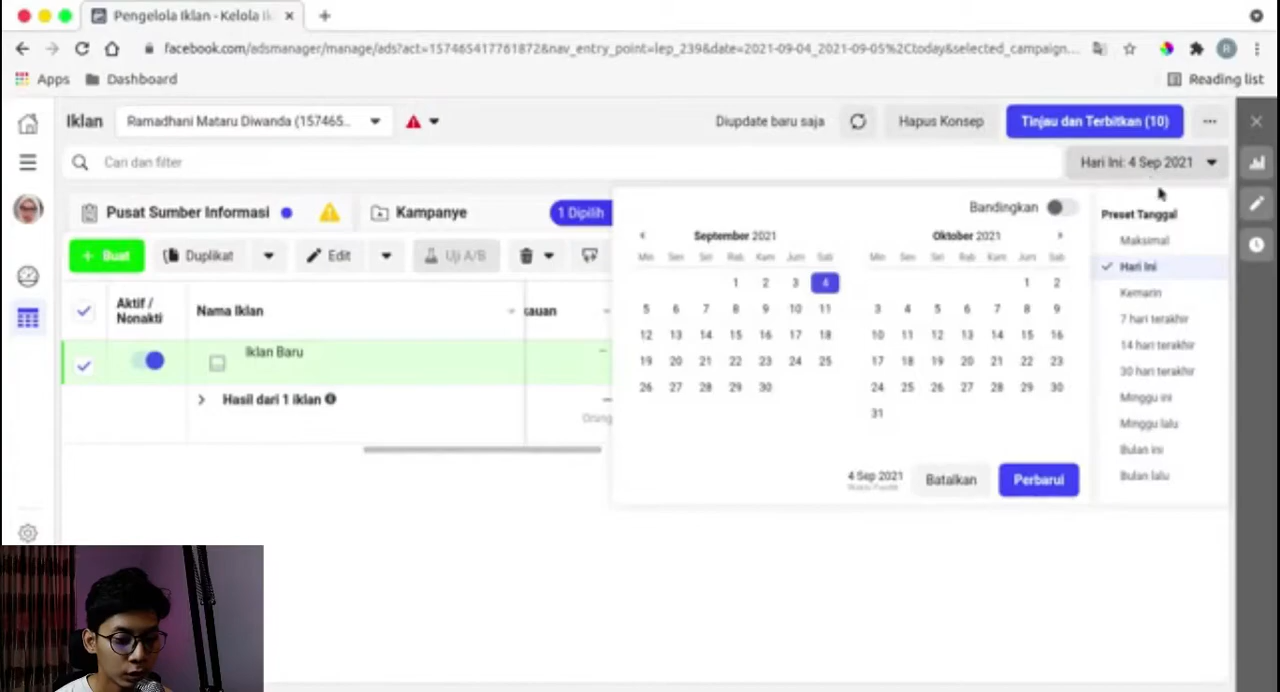 Pengelola Iklan - Kelola Ik
facebook.com/adsmanager/manage/ads?act=157465417761872&nav_entry_point=lep_239&date=2021-09-04_2021-09-05%2Ctoday&selected_campaign...
Apps Dashboard Reading list
Iklan Ramadhani Mataru Diwanda (157465... Diupdate baru saja Hapus Konsep Tinjau dan Terbitkan (10)
Cari dan filter Hari Ini: 4 Sep 2021
Pusat Sumber Informasi Kampanye 1 Dipilih
+ Buat Duplikat Edit Uji A/B
Aktif /
Nonakti
Nama Iklan
kauan
Iklan Baru
Hasil dari 1 iklan
Orang
Bandingkan
September 2021
Min Sen Sel Rab Kam Jum Sab
1 2 3 4
5 6 7 8 9 10 11
12 13 14 15 16 17 18
19 20 21 22 23 24 25
26 27 28 29 30
Oktober 2021
Min Sen Sel Rab Kam Jum Sab
1 2
3 4 5 6 7 8 9
10 11 12 13 14 15 16
17 18 19 20 21 22 23
24 25 26 27 28 29 30
31
4 Sep 2021
Batalkan Perbarui
Preset Tanggal
Maksimal
Hari Ini
Kemarin
7 hari terakhir
14 hari terakhir
30 hari terakhir
Minggu ini
Minggu lalu
Bulan ini
Bulan lalu